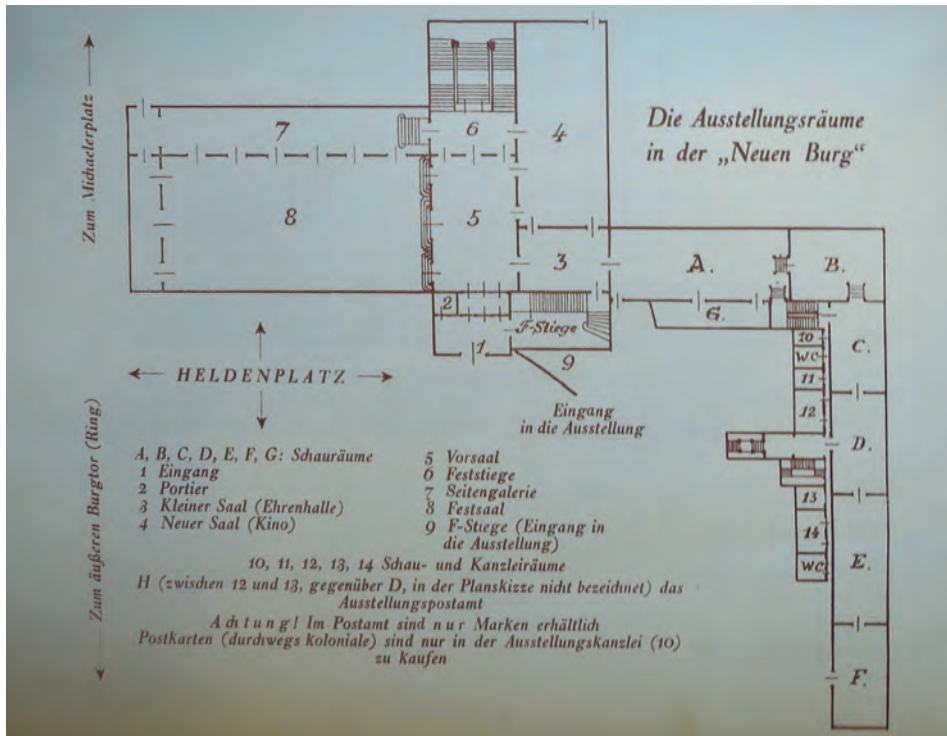 Zum Michaelerplatz
Die Ausstellungsräume
in der „Neuen Burg“
7
6
4
8
5
3
A.
B.
2
F-Stiege
G.
1
9
10
WC
11
12
C.
D.
13
14
WC
E.
F.
HELDENPLATZ
Eingang
in die Ausstellung
Zum äußeren Burgtor (Ring)
A, B, C, D, E, F, G: Schauräume
1 Eingang
2 Portier
3 Kleiner Saal (Ehrenhalle)
4 Neuer Saal (Kino)
5 Vorsaal
6 Feststiege
7 Seitengalerie
8 Festsaal
9 F-Stiege (Eingang in
die Ausstellung)
10, 11, 12, 13, 14 Schau- und Kanzleiräume
H (zwischen 12 und 13, gegenüber D, in der Planskizze nicht bezeichnet) das
Ausstellungspostamt
Achtung! Im Postamt sind nur Marken erhältlich
Postkarten (durchwegs koloniale) sind nur in der Ausstellungskanzlei (10)
zu kaufen